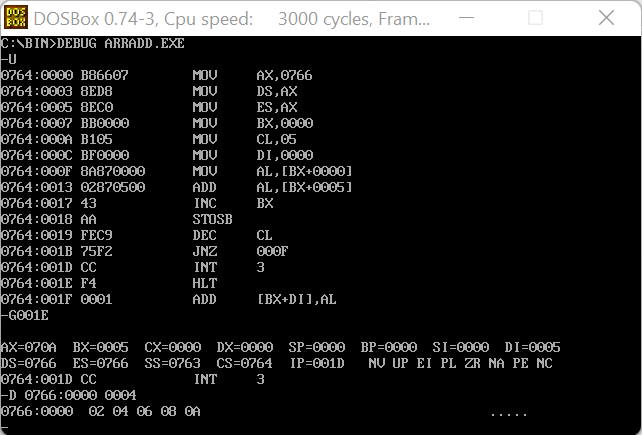 DOS BOX DOSBox 0.74-3, Cpu speed:    3000 cycles, Fram...
C:\BIN>DEBUG ARRADD.EXE
-U
0764:0000 B86607        MOV     AX,0766
0764:0003 8ED8          MOV     DS,AX
0764:0005 8EC0          MOV     ES,AX
0764:0007 BB0000        MOV     BX,0000
0764:000A B105          MOV     CL,05
0764:000C BF0000        MOV     DI,0000
0764:000F 8A870000      MOV     AL,[BX+0000]
0764:0013 02870500      ADD     AL,[BX+0005]
0764:0017 43            INC     BX
0764:0018 AA            STOSB
0764:0019 FEC9          DEC     CL
0764:001B 75F2          JNZ     000F
0764:001D CC            INT     3
0764:001E F4            HLT
0764:001F 0001          ADD     [BX+DI],AL
-G001E
AX=070A  BX=0005  CX=0000  DX=0000  SP=0000  BP=0000  SI=0000  DI=0005
DS=0766  ES=0766  SS=0763  CS=0764  IP=001D   NV UP EI PL ZR NA PE NC
0764:001D CC            INT     3
-D 0766:0000 0004
0766:0000  02 04 06 08 0A                                    .....
-